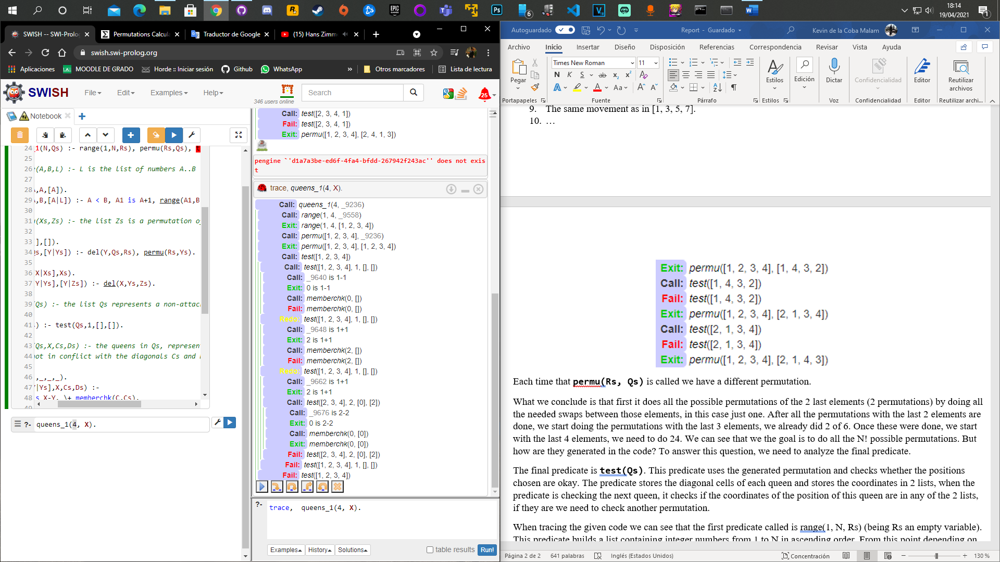 18:14
19/04/2021
SWISH -- SWI-Prolo
Permutations Calcula
Traductor de Google
(15) Hans Zimm
swish.swi-prolog.org
Aplicaciones
MOODLE DE GRADO
Horde :: Iniciar sesión
Github
WhatsApp
»
Otros marcadores
Lista de lectura
SWISH
File
Edit
Examples
Help
346 users online
Search
25
Notebook
24 _1(N,Qs) :- range(1,N,Rs), permu(Rs,Qs), t
25
26 (A,B,L) :- L is the list of numbers A..B
27
28 ,A,[A]).
29 ,B,[A|L]) :- A < B, A1 is A+1, range(A1,B
30
31 (Xs,Zs) :- the list Zs is a permutation o
32
33 ],[]).
34 s,[Y|Ys]) :- del(Y,Qs,Rs), permu(Rs,Ys).
35
36 X|Xs],Xs).
37 Y|Ys],[Y|Zs]) :- del(X,Ys,Zs).
38
39 Qs) :- the list Qs represents a non-attac
40
41 ) :- test(Qs,1,[],[]).
42
43 Qs,X,Cs,Ds) :- the queens in Qs, represen
44 ot in conflict with the diagonals Cs and
45
46 ,_,_,_).
47 |Ys],X,Cs,Ds) :-
48 s X-Y, \+ memberchk(C,Cs),
49
?- queens_1(4, X).
Call: test([2, 3, 4, 1])
Fail: test([2, 3, 4, 1])
Exit: permu([1, 2, 3, 4], [2, 4, 1, 3])
pengine `'d1a7a3be-ed6f-4fa4-bfdd-267942f243ac'' does not exis
t
trace, queens_1(4, X).
Call: queens_1(4, _9236)
Call: range(1, 4, _9558)
Exit: range(1, 4, [1, 2, 3, 4])
Call: permu([1, 2, 3, 4], _9236)
Exit: permu([1, 2, 3, 4], [1, 2, 3, 4])
Call: test([1, 2, 3, 4])
Call: test([1, 2, 3, 4], 1, [], [])
Call: _9640 is 1-1
Exit: 0 is 1-1
Call: memberchk(0, [])
Fail: memberchk(0, [])
Redo: test([1, 2, 3, 4], 1, [], [])
Call: _9648 is 1+1
Exit: 2 is 1+1
Call: memberchk(2, [])
Fail: memberchk(2, [])
Redo: test([1, 2, 3, 4], 1, [], [])
Call: _9662 is 1+1
Exit: 2 is 1+1
Call: test([2, 3, 4], 2, [0], [2])
Call: _9676 is 2-2
Exit: 0 is 2-2
Call: memberchk(0, [0])
Exit: memberchk(0, [0])
Fail: test([2, 3, 4], 2, [0], [2])
Fail: test([1, 2, 3, 4], 1, [], [])
Fail: test([1, 2, 3, 4])
?- trace, queens_1(4, X).
Examples
History
Solutions
table results
Run!
Autoguardado
Report - Guardado
Kevin de la Coba Malam
Archivo
Inicio
Insertar
Diseño
Disposición
Referencias
Correspondencia
Revisar
Vista
Ayuda
Pegar
Times New Roman
11
N K S ab x₂ x² A
A A Aa A A
Estilos
Edición
Dictar
Confidencialidad
Editor
Reutilizar
archivos
Portapapeles
Fuente
Párrafo
Estilos
Voz
Confidencialidad
Editor
Reutilizar archi...
9. The same movement as in [1, 3, 5, 7].
10. …
Exit: permu([1, 2, 3, 4], [1, 4, 3, 2])
Call: test([1, 4, 3, 2])
Fail: test([1, 4, 3, 2])
Exit: permu([1, 2, 3, 4], [2, 1, 3, 4])
Call: test([2, 1, 3, 4])
Fail: test([2, 1, 3, 4])
Exit: permu([1, 2, 3, 4], [2, 1, 4, 3])
Each time that permu(Rs, Qs) is called we have a different permutation.
What we conclude is that first it does all the possible permutations of the 2 last elements (2 permutations) by doing all
the needed swaps between those elements, in this case just one. After all the permutations with the last 2 elements are
done, we start doing the permutations with the last 3 elements, we already did 2 of 6. Once these were done, we start
with the last 4 elements, we need to do 24. We can see that we the goal is to do all the N! possible permutations. But
how are they generated in the code? To answer this question, we need to analyze the final predicate.
The final predicate is test(Qs). This predicate uses the generated permutation and checks whether the positions
chosen are okay. The predicate stores the diagonal cells of each queen and stores the coordinates in 2 lists, when the
predicate is checking the next queen, it checks if the coordinates of the position of this queen are in any of the 2 lists,
if they are we need to check another permutation.
When tracing the given code we can see that the first predicate called is range(1, N, Rs) (being Rs an empty variable).
This predicate builds a list containing integer numbers from 1 to N in ascending order. From this point depending on
Página 2 de 2
641 palabras
Inglés (Estados Unidos)
Concentración
130 %